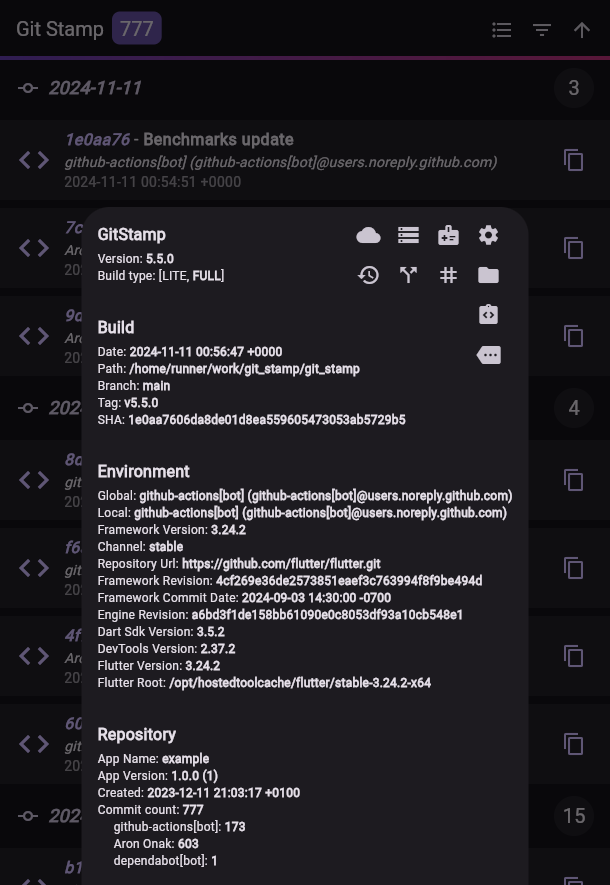 Git Stamp 777
2024-11-11 3
1e0aa76 - Benchmarks update
github-actions[bot] (github-actions[bot]@users.noreply.github.com)
2024-11-11 00:54:51 +0000
GitStamp
Version: 5.5.0
Build type: [LITE, FULL]
Build
Date: 2024-11-11 00:56:47 +0000
Path: /home/runner/work/git_stamp/git_stamp
Branch: main
Tag: v5.5.0
SHA: 1e0aa7606da8de01d8ea559605473053ab5729b5
Environment
Global: github-actions[bot] (github-actions[bot]@users.noreply.github.com)
Local: github-actions[bot] (github-actions[bot]@users.noreply.github.com)
Framework Version: 3.24.2
Channel: stable
Repository Url: https://github.com/flutter/flutter.git
Framework Revision: 4cf269e36de2573851eaef3c763994f8f9be494d
Framework Commit Date: 2024-09-03 14:30:00 -0700
Engine Revision: a6bd3f1de158bb61090e0c8053df93a10cb548e1
Dart Sdk Version: 3.5.2
DevTools Version: 2.37.2
Flutter Version: 3.24.2
Flutter Root: /opt/hostedtoolcache/flutter/stable-3.24.2-x64
Repository
App Name: example
App Version: 1.0.0 (1)
Created: 2023-12-11 21:03:17 +0100
Commit count: 777
github-actions[bot]: 173
Aron Onak: 603
dependabot[bot]: 1
7c
Aro
20
9d
Aro
20
202 4
8d
git
20
f6
git
20
4f
Aro
20
60
git
20
202 15
b1